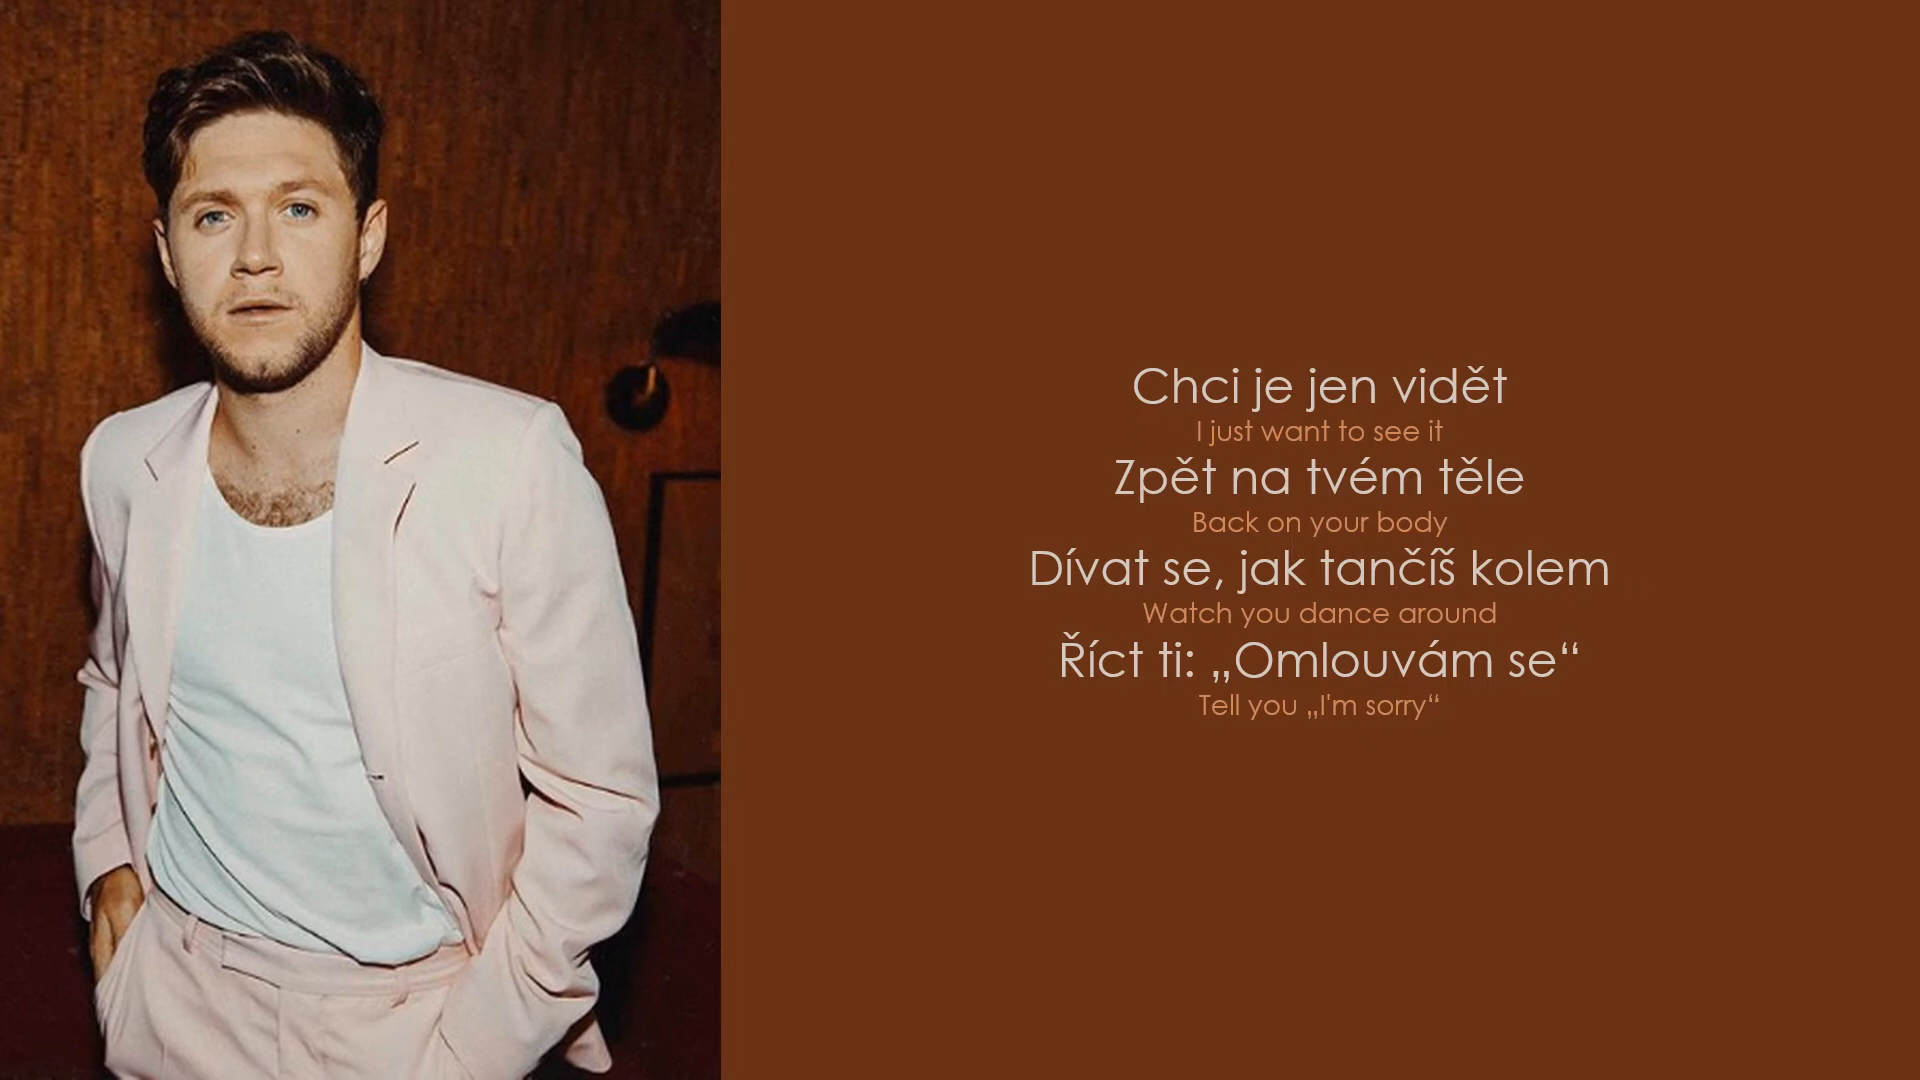 Chci je jen vidět
I just want to see it
Zpět na tvém těle
Back on your body
Dívat se, jak tančíš kolem
Watch you dance around
Říct ti: „Omlouvám se“
Tell you „I'm sorry“